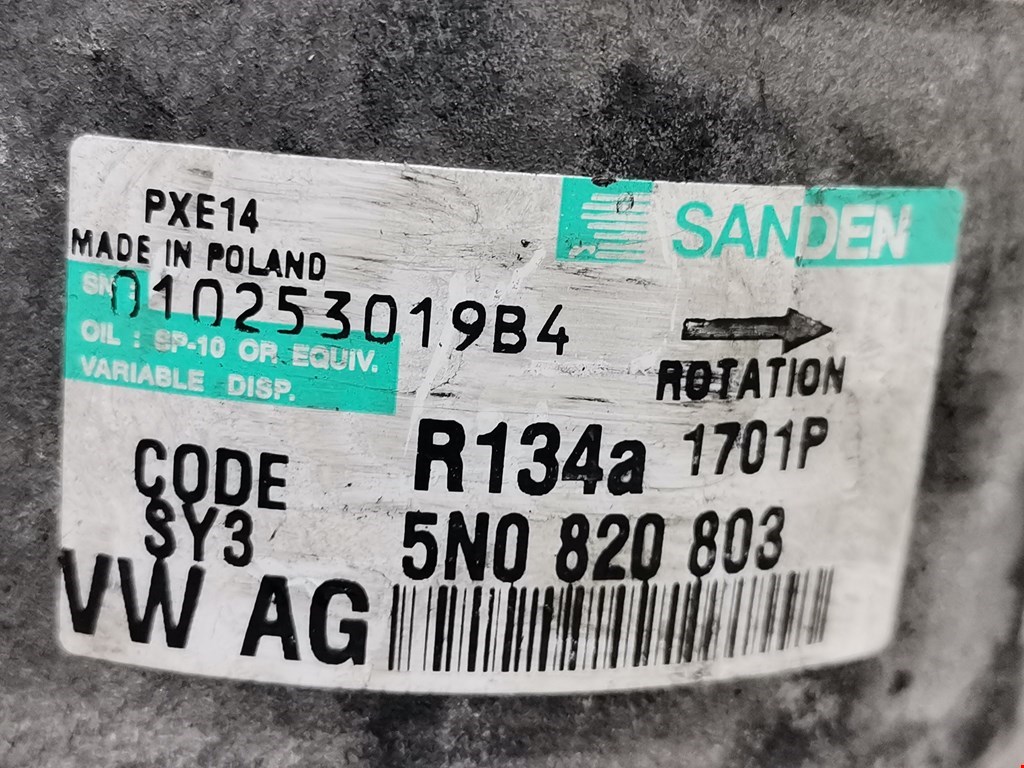 PXE14
SANDEN
MADE IN POLAND
SN : 010253019B4
OIL : SP-10 OR EQUIV.
VARIABLE DISP.
ROTATION
CODE
SY3
R134a 1701P
5N0 820 803
VW AG